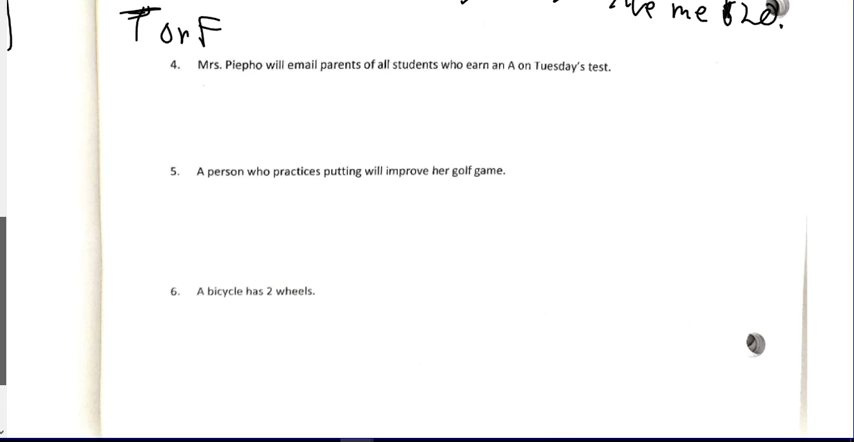 me $20.
T or F
4. Mrs. Piepho will email parents of all students who earn an A on Tuesday's test.
5. A person who practices putting will improve her golf game.
6. A bicycle has 2 wheels.